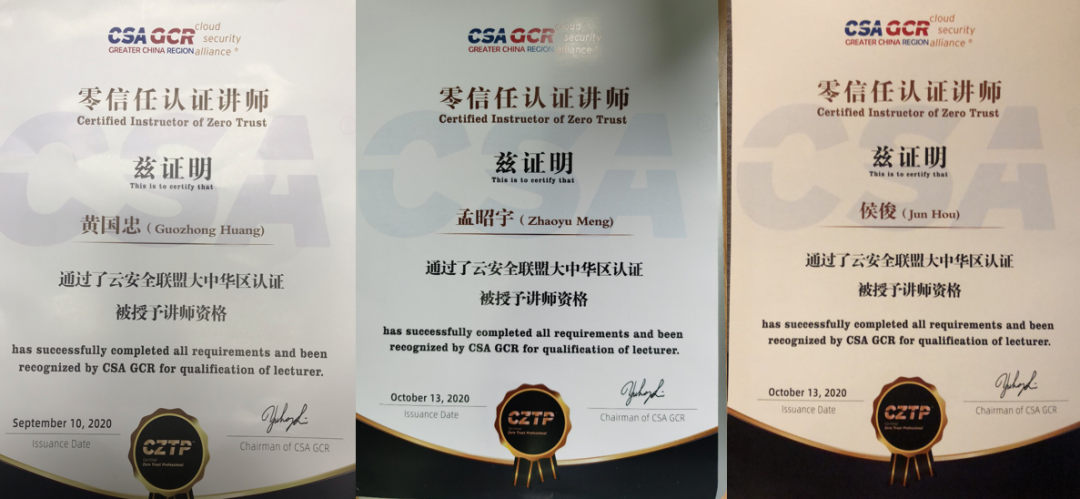 CSA GCR cloud security alliance ®
GREATER CHINA REGION
零信任认证讲师
Certified Instructor of Zero Trust
兹证明
This is to certify that
黄国忠 ( Guozhong Huang)
通过了云安全联盟大中华区认证
被授予讲师资格
has successfully completed all requirements and been
recognized by CSA GCR for qualification of lecturer.
September 10, 2020
Issuance Date
CZTP
Zero Trust Professional
Chairman of CSA GCR
CSA GCR cloud security alliance
GREATER CHINA REGION
零信任认证讲师
Certified Instructor of Zero Trust
兹证明
This is to certify that
孟昭宇 ( Zhaoyu Meng)
通过了云安全联盟大中华区认证
被授予讲师资格
has successfully completed all requirements and been
recognized by CSA GCR for qualification of lecturer.
October 13, 2020
Issuance Date
CZTP
Zero Trust Professional
Chairman of CSA GCR
CSA GCR cloud security alliance ®
GREATER CHINA REGION
零信任认证讲师
Certified Instructor of Zero Trust
兹证明
This is to certify that
侯俊 ( Jun Hou)
通过了云安全联盟大中华区认证
被授予讲师资格
has successfully completed all requirements and been
recognized by CSA GCR for qualification of lecturer.
October 13, 2020
Issuance Date
CZTP
Zero Trust Professional
Chairman of CSA GCR